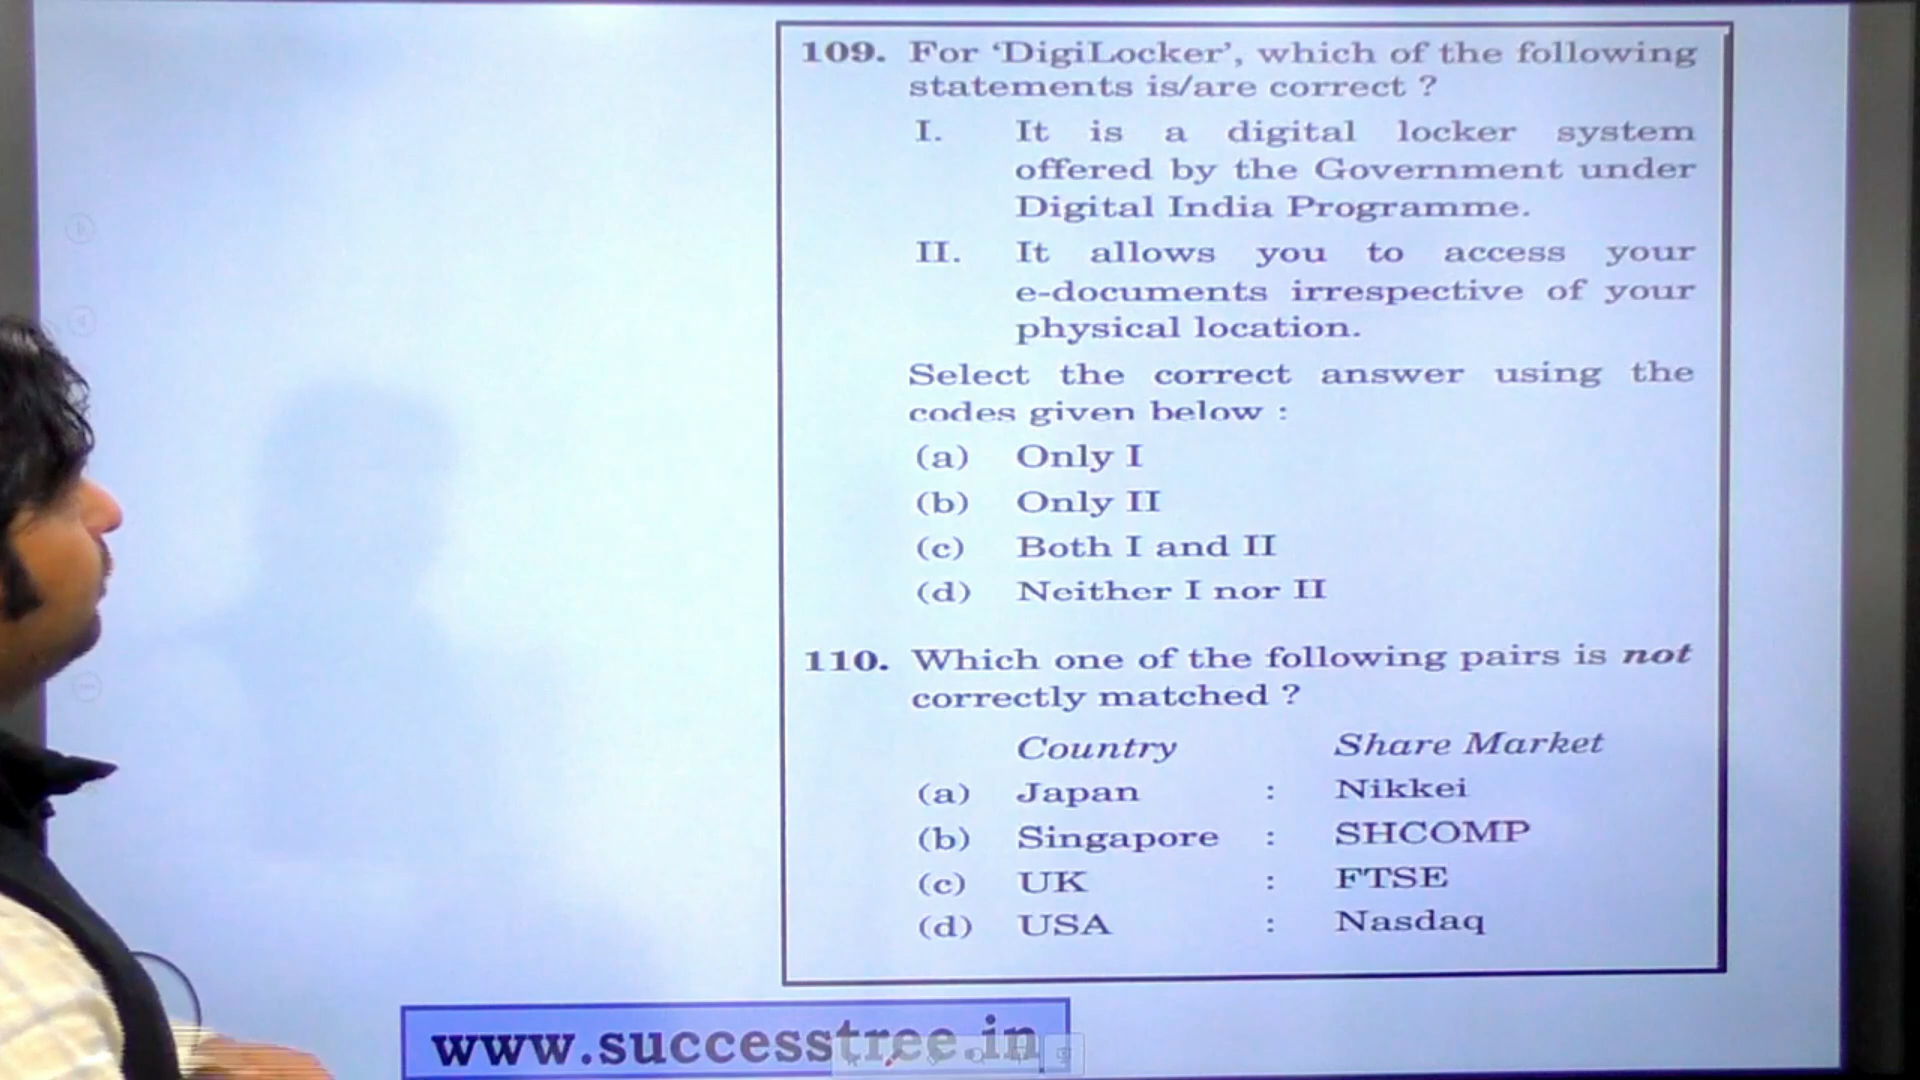 109. For ‘DigiLocker’, which of the following
statements is/are correct ?
I. It is a digital locker system
offered by the Government under
Digital India Programme.
II. It allows you to access your
e-documents irrespective of your
physical location.
Select the correct answer using the
codes given below :
(a) Only I
(b) Only II
(c) Both I and II
(d) Neither I nor II
110. Which one of the following pairs is not
correctly matched ?
Country Share Market
(a) Japan : Nikkei
(b) Singapore : SHCOMP
(c) UK : FTSE
(d) USA : Nasdaq
www.successtree.in